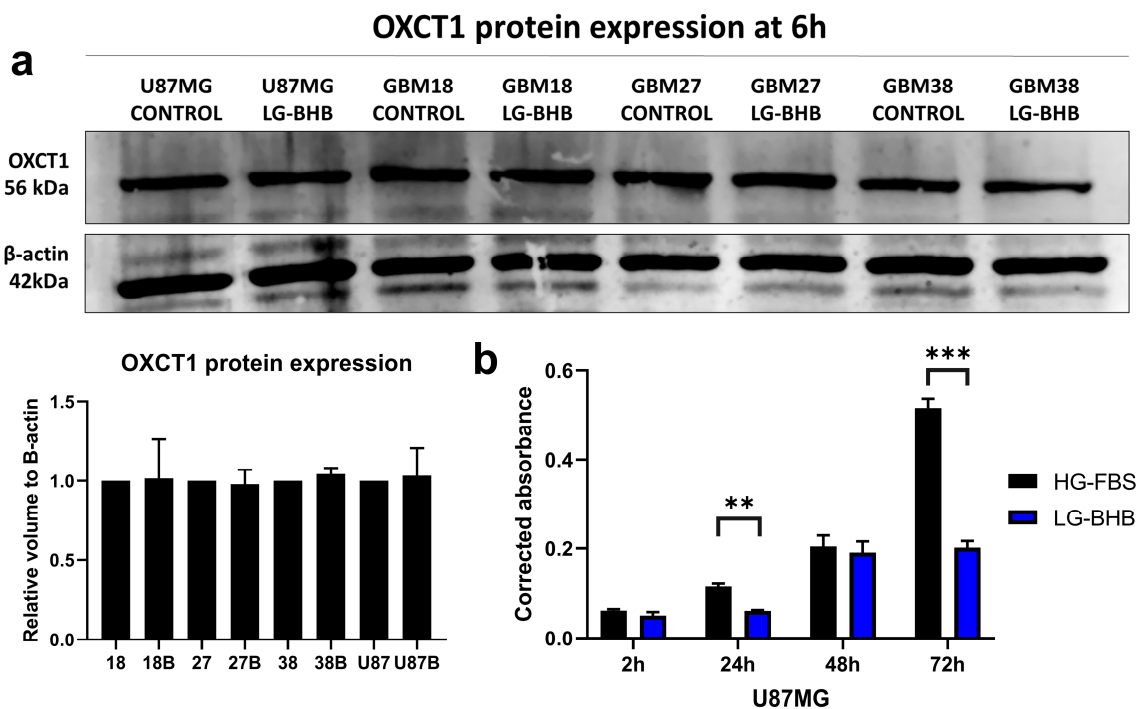 OXCT1 protein expression at 6h
a
U87MG CONTROL
U87MG LG-BHB
GBM18 CONTROL
GBM18 LG-BHB
GBM27 CONTROL
GBM27 LG-BHB
GBM38 CONTROL
GBM38 LG-BHB
OXCT1
56 kDa
β-actin
42kDa
OXCT1 protein expression
Relative volume to B-actin
1.5
1.0
0.5
0.0
18 18B 27 27B 38 38B U87 U87B
b
Corrected absorbance
0.6
0.4
0.2
0.0
**
***
2h 24h 48h 72h
U87MG
HG-FBS
LG-BHB